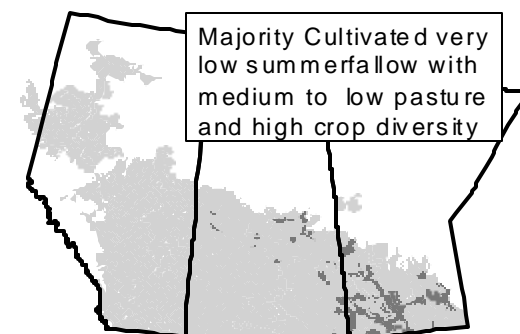 Majority Cultivated very
low summerfallow with
medium to low pasture
and high crop diversity